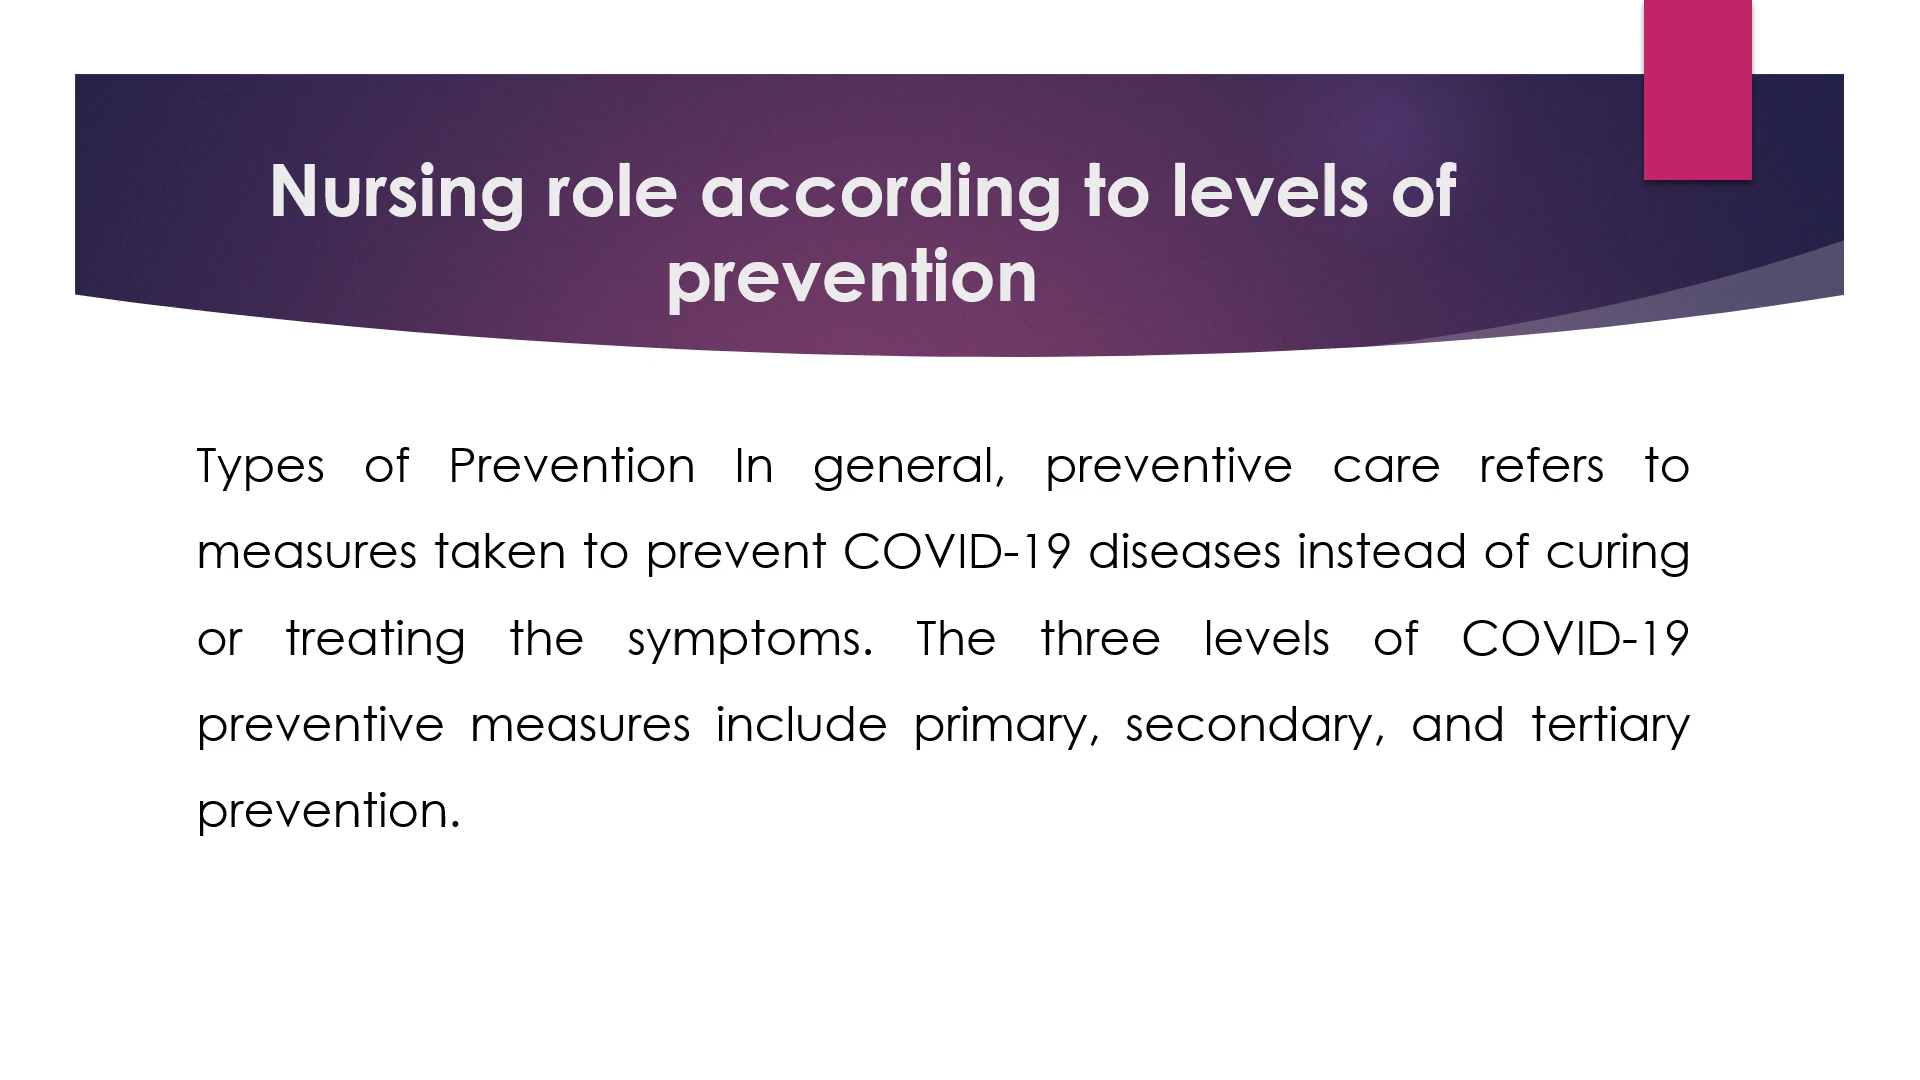 Nursing role according to levels of
prevention
Types of Prevention In general, preventive care refers to
measures taken to prevent COVID-19 diseases instead of curing
or treating the symptoms. The three levels of COVID-19
preventive measures include primary, secondary, and tertiary
prevention.